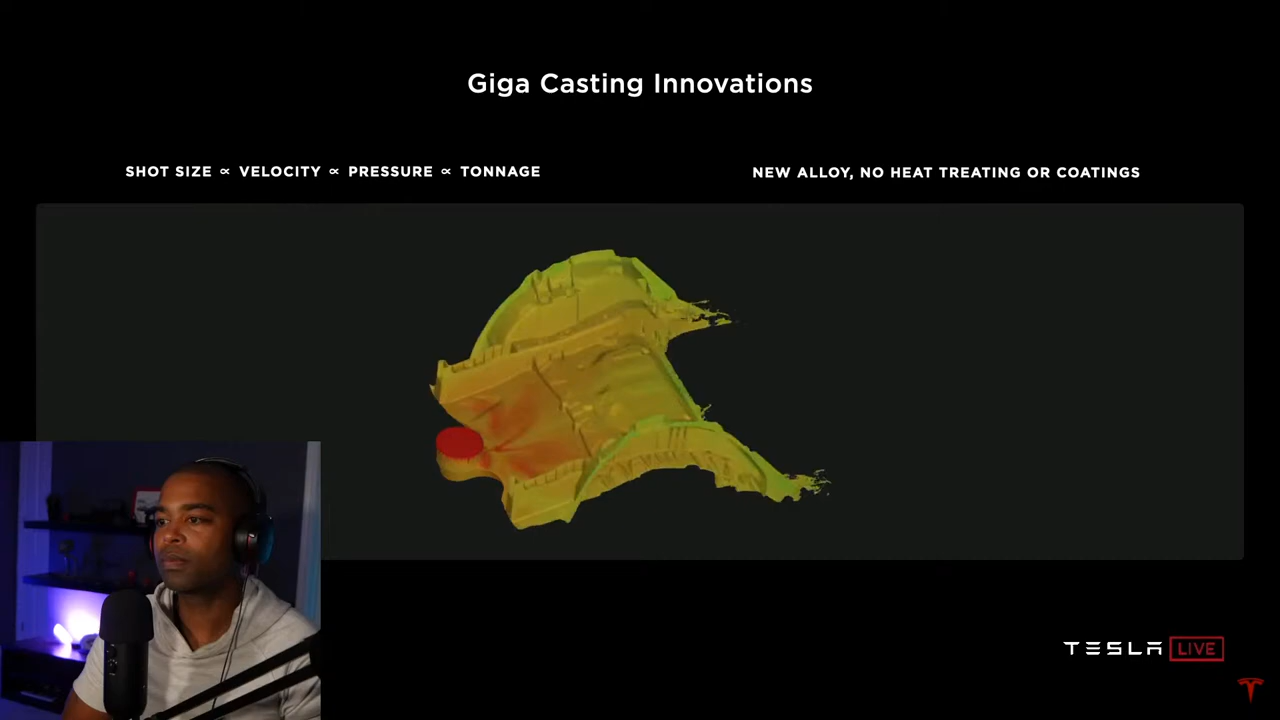 Giga Casting Innovations
SHOT SIZE ∝ VELOCITY ∝ PRESSURE ∝ TONNAGE
NEW ALLOY, NO HEAT TREATING OR COATINGS
TESLA LIVE